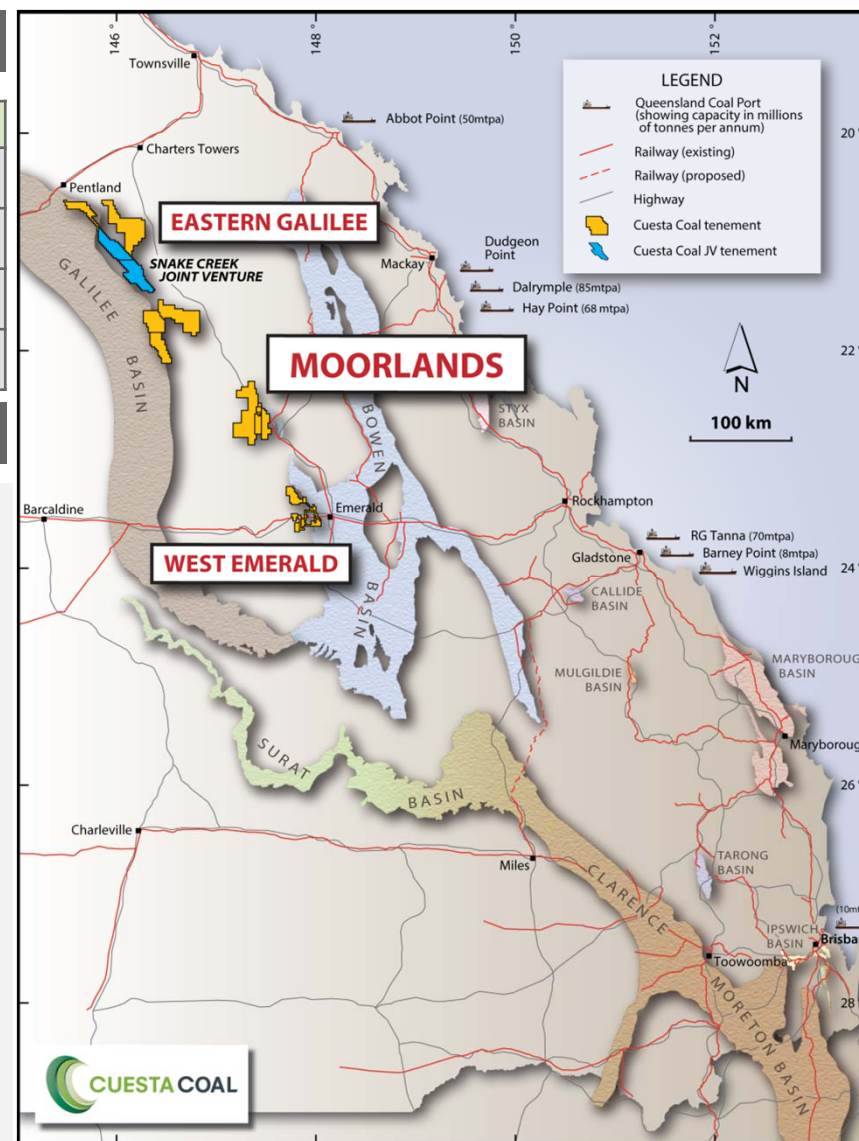 146°
148°
150°
152°
Townsville
Abbot Point (50mtpa)
Charters Towers
Pentland
EASTERN GALILEE
SNAKE CREEK
JOINT VENTURE
GALILEE
BASIN
LEGEND
Queensland Coal Port
(showing capacity in millions
of tonnes per annum)
Railway (existing)
Railway (proposed)
Highway
Cuesta Coal tenement
Cuesta Coal JV tenement
20°
Dudgeon
Point
Mackay
Dalrymple (85mtpa)
Hay Point (68 mtpa)
MOORLANDS
22°
N
100 km
STYX
BASIN
BOWEN
BASIN
Barcaldine
Emerald
WEST EMERALD
Rockhampton
RG Tanna (70mtpa)
Barney Point (8mtpa)
Wiggins Island
Gladstone
24°
CALLIDE
BASIN
MULGILDIE
BASIN
MARYBOROUG
BASIN
Maryboroug
SURAT
BASIN
26°
Charleville
Miles
CLARENCE
MORETON BASIN
TARONG
BASIN
(10mt
IPSWICH
BASIN
Brisba
Toowoomba
28°
CUESTA COAL